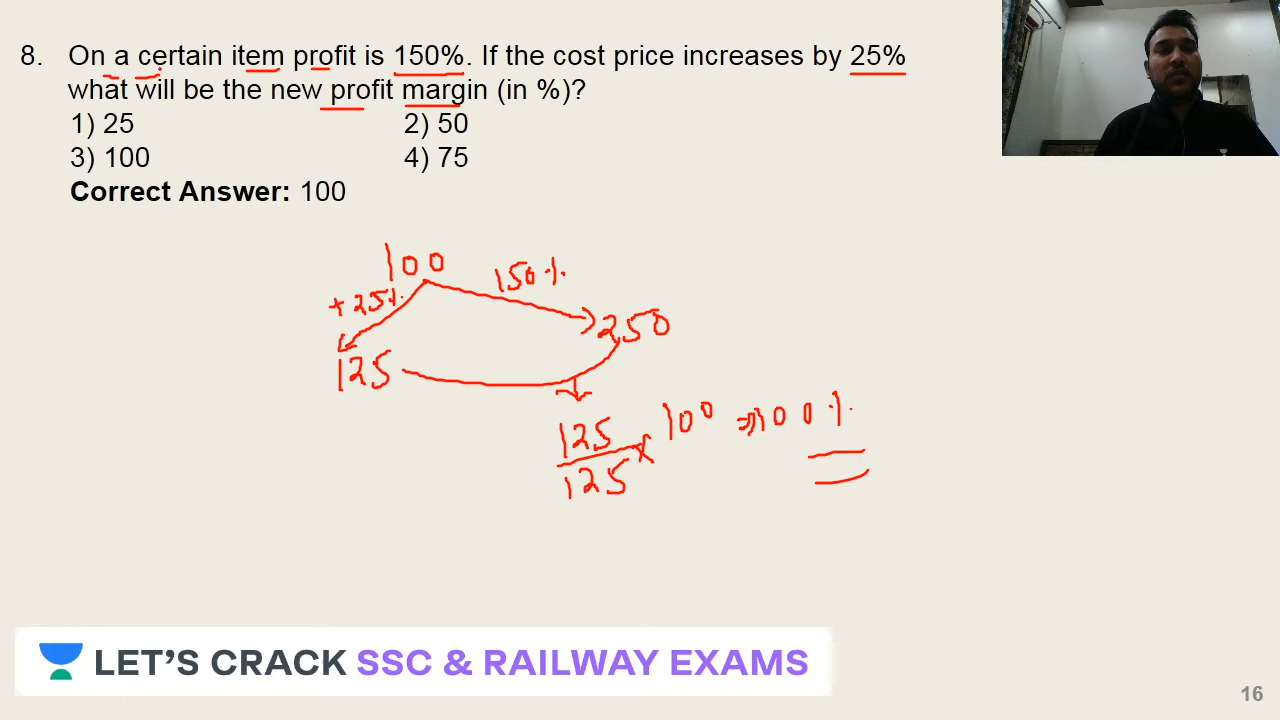 8. On a certain item profit is 150%. If the cost price increases by 25%
what will be the new profit margin (in %)?
1) 25 2) 50
3) 100 4) 75
Correct Answer: 100
100
+25% 150%
250
125
125
125 × 100 ⇒ 100%
LET'S CRACK SSC & RAILWAY EXAMS
16